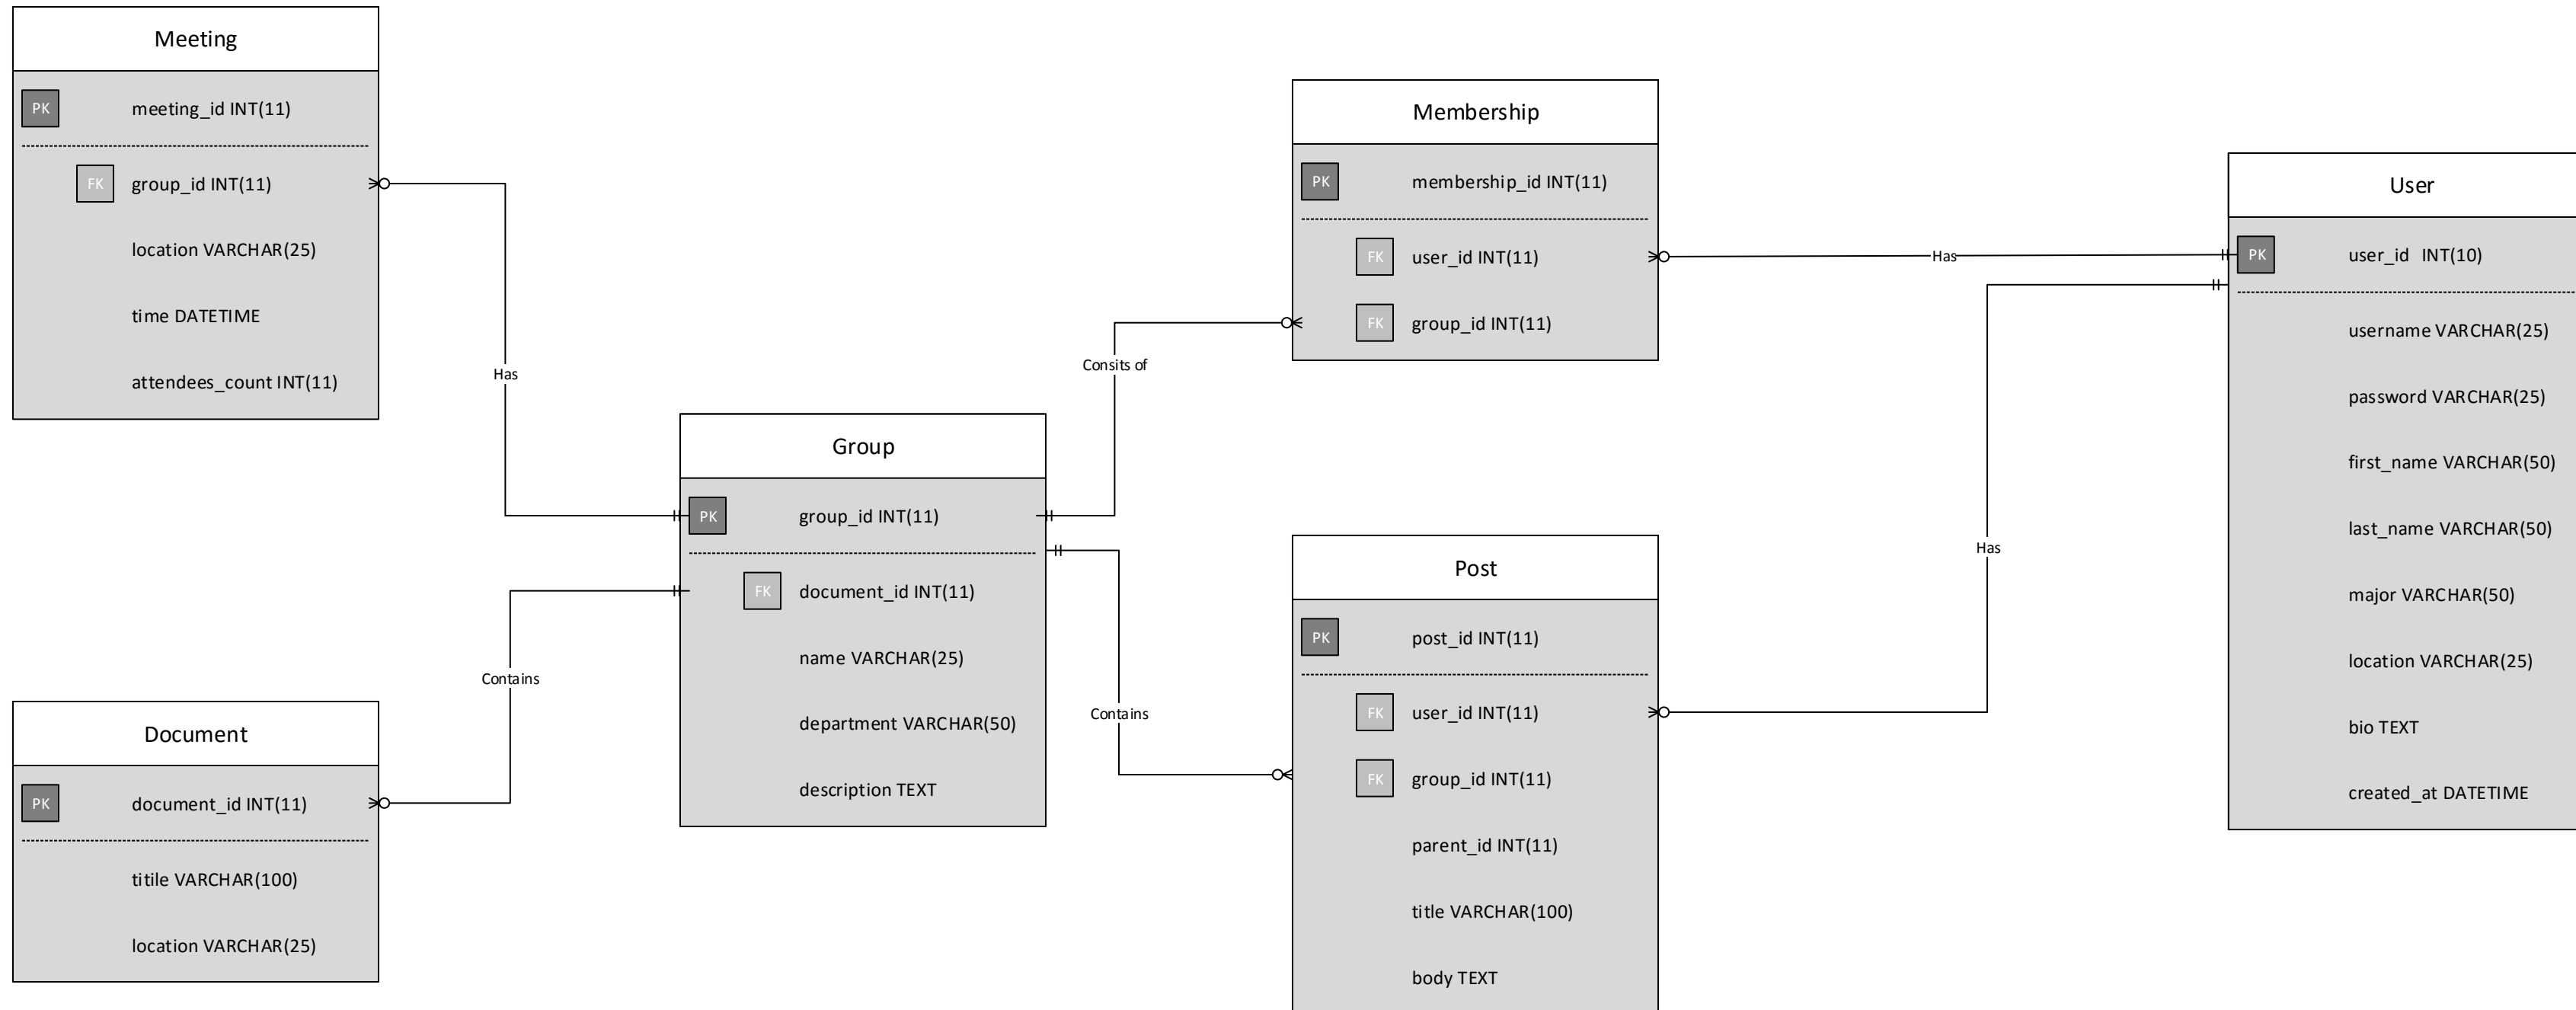 Meeting
PK meeting_id INT(11)
FK group_id INT(11)
location VARCHAR(25)
time DATETIME
attendees_count INT(11)
Has
Document
PK document_id INT(11)
titile VARCHAR(100)
location VARCHAR(25)
Contains
Group
PK group_id INT(11)
FK document_id INT(11)
name VARCHAR(25)
department VARCHAR(50)
description TEXT
Consits of
Contains
Membership
PK membership_id INT(11)
FK user_id INT(11)
FK group_id INT(11)
Has
Post
PK post_id INT(11)
FK user_id INT(11)
FK group_id INT(11)
parent_id INT(11)
title VARCHAR(100)
body TEXT
Has
User
PK user_id INT(10)
username VARCHAR(25)
password VARCHAR(25)
first_name VARCHAR(50)
last_name VARCHAR(50)
major VARCHAR(50)
location VARCHAR(25)
bio TEXT
created_at DATETIME